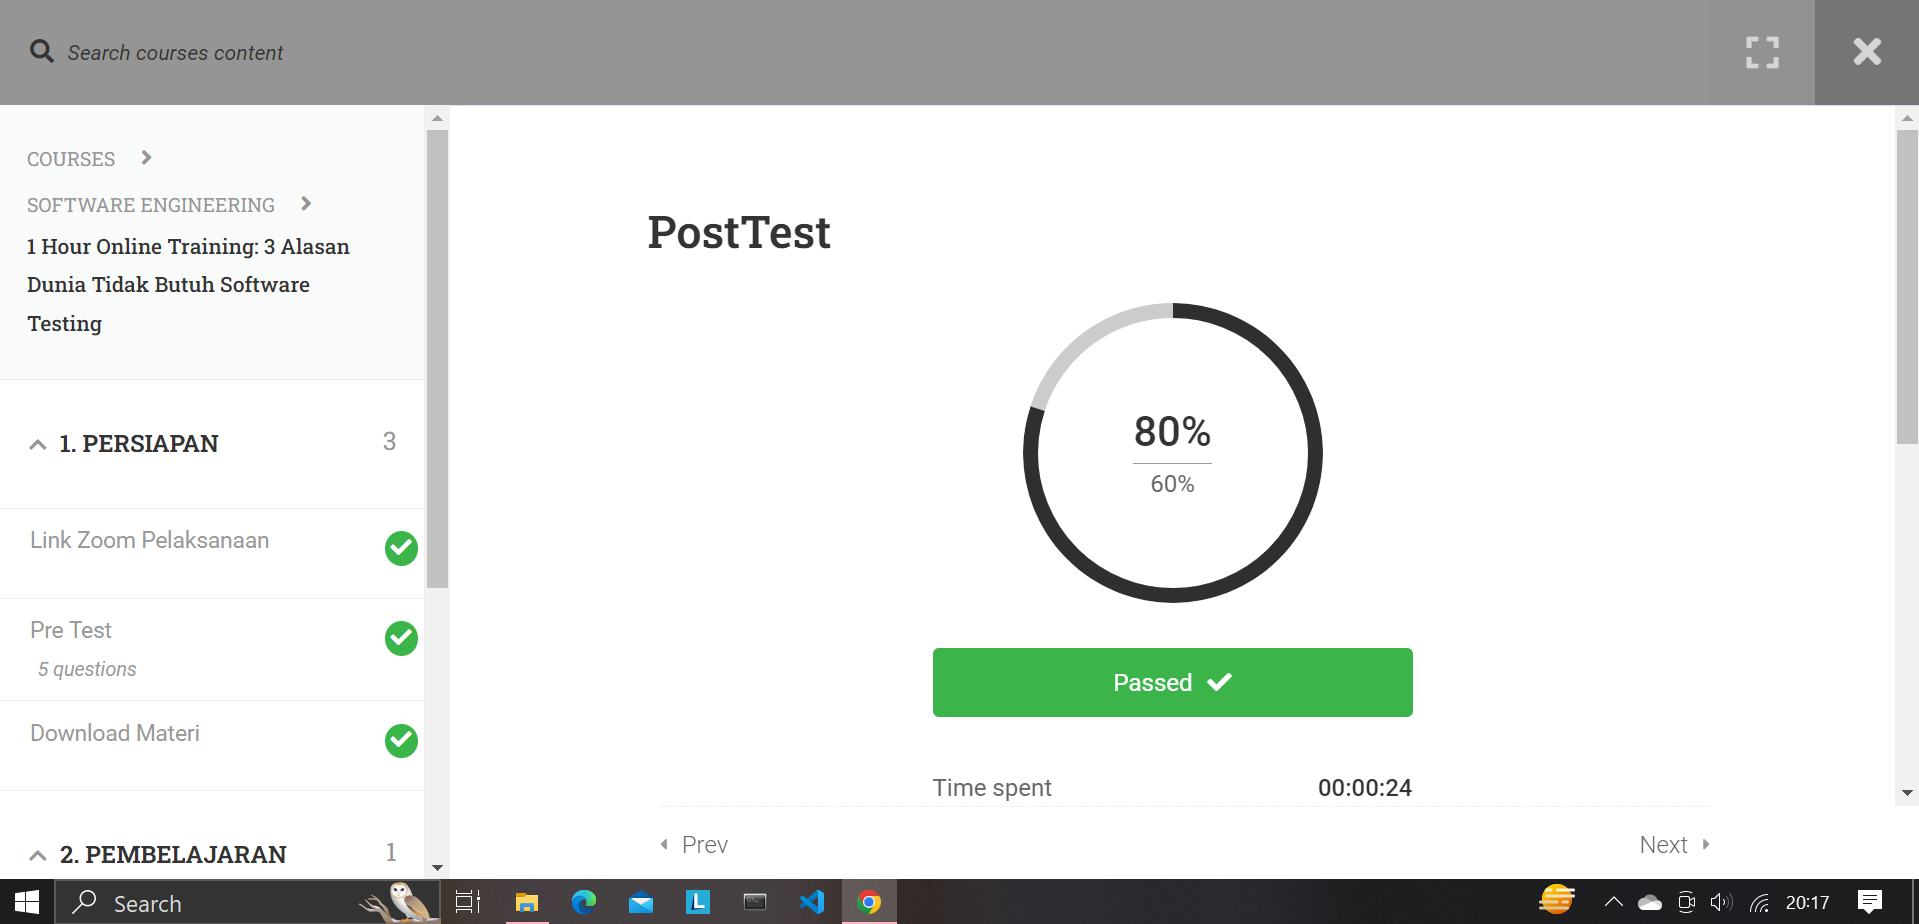 Search courses content
COURSES
SOFTWARE ENGINEERING
1 Hour Online Training: 3 Alasan
Dunia Tidak Butuh Software
Testing
1. PERSIAPAN 3
Link Zoom Pelaksanaan
Pre Test
5 questions
Download Materi
2. PEMBELAJARAN 1
PostTest
80%
60%
Passed
Time spent 00:00:24
Prev
Next
Search
L
20:17